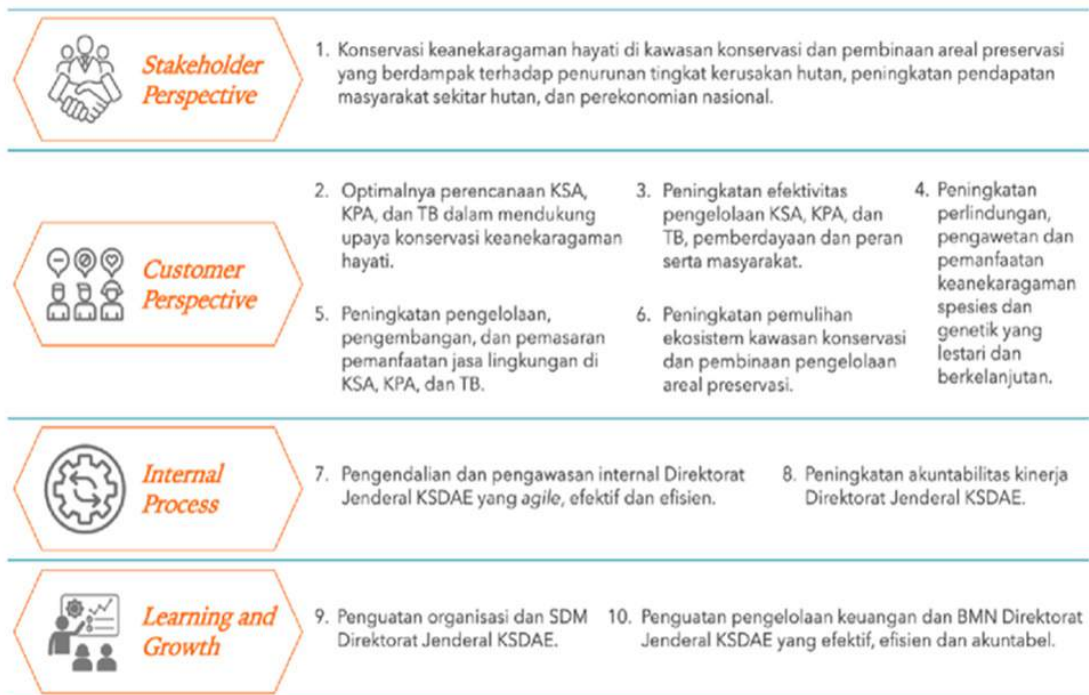 Stakeholder
Perspective
1. Konservasi keanekaragaman hayati di kawasan konservasi dan pembinaan areal preservasi
yang berdampak terhadap penurunan tingkat kerusakan hutan, peningkatan pendapatan
masyarakat sekitar hutan, dan perekonomian nasional.
Customer
Perspective
2. Optimalnya perencanaan KSA,
KPA, dan TB dalam mendukung
upaya konservasi keanekaragaman
hayati.
3. Peningkatan efektivitas
pengelolaan KSA, KPA, dan
TB, pemberdayaan dan peran
serta masyarakat.
4. Peningkatan
perlindungan,
pengawetan dan
pemanfaatan
keanekaragaman
spesies dan
genetik yang
lestari dan
berkelanjutan.
5. Peningkatan pengelolaan,
pengembangan, dan pemasaran
pemanfaatan jasa lingkungan di
KSA, KPA, dan TB.
6. Peningkatan pemulihan
ekosistem kawasan konservasi
dan pembinaan pengelolaan
areal preservasi.
Internal
Process
7. Pengendalian dan pengawasan internal Direktorat
Jenderal KSDAE yang agile, efektif dan efisien.
8. Peningkatan akuntabilitas kinerja
Direktorat Jenderal KSDAE.
Learning and
Growth
9. Penguatan organisasi dan SDM
Direktorat Jenderal KSDAE.
10. Penguatan pengelolaan keuangan dan BMN Direktorat
Jenderal KSDAE yang efektif, efisien dan akuntabel.